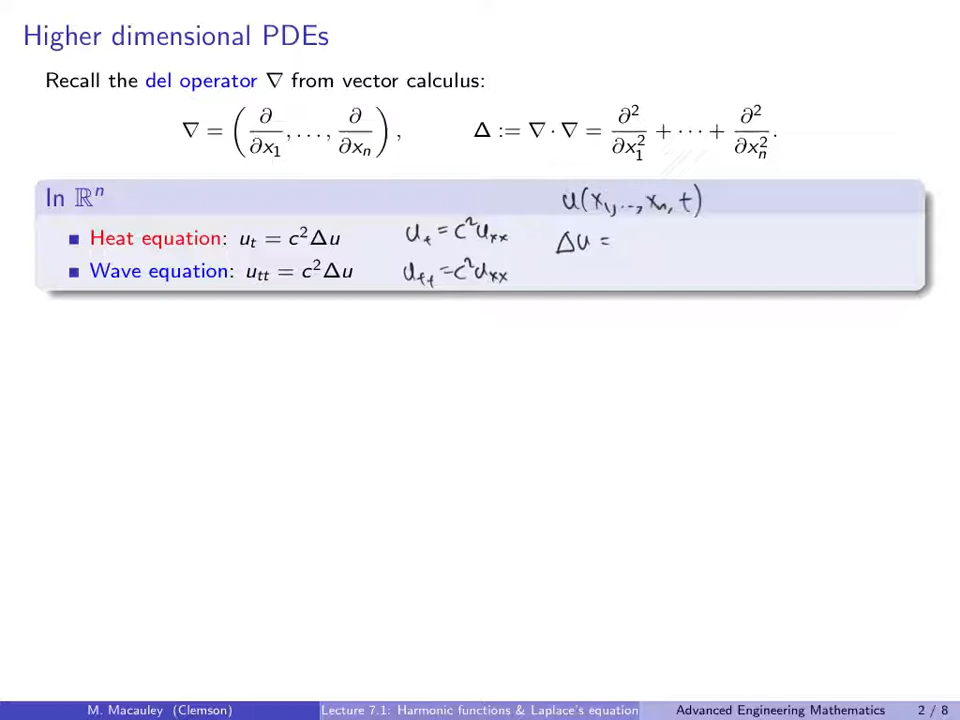 Higher dimensional PDEs
Recall the del operator ∇ from vector calculus:
∇ = (∂/∂x₁, . . . , ∂/∂xₙ),   Δ := ∇ · ∇ = ∂²/∂x₁² + · · · + ∂²/∂xₙ².
In ℝⁿ   u(x₁,...,xₙ, t)
■ Heat equation: uₜ = c²Δu   uₜ = c²uₓₓ   Δu =
■ Wave equation: uₜₜ = c²Δu   uₜₜ = c²uₓₓ
M. Macauley (Clemson)   Lecture 7.1: Harmonic functions & Laplace's equation   Advanced Engineering Mathematics   2 / 8